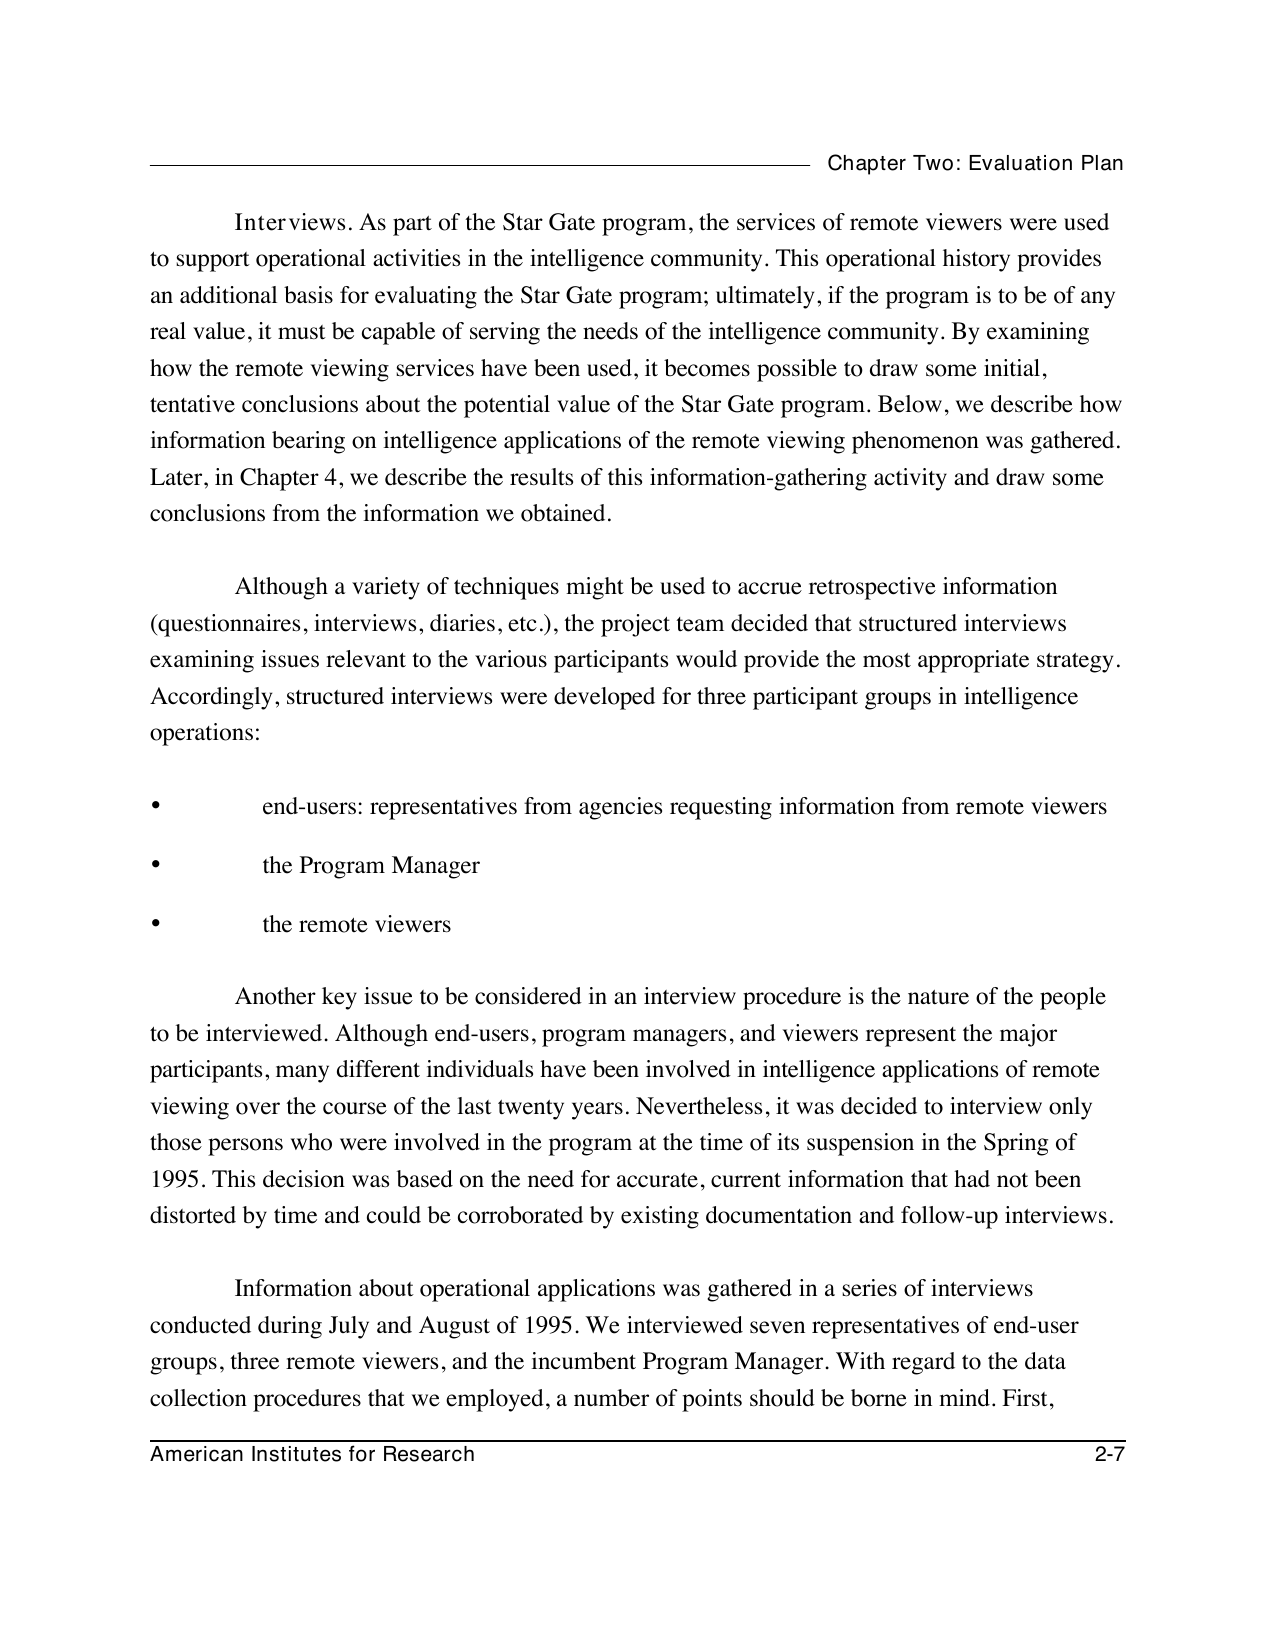 Chapter Two: Evaluation Plan
Interviews. As part of the Star Gate program, the services of remote viewers were used
to support operational activities in the intelligence community. This operational history provides
an additional basis for evaluating the Star Gate program; ultimately, if the program is to be of any
real value, it must be capable of serving the needs of the intelligence community. By examining
how the remote viewing services have been used, it becomes possible to draw some initial,
tentative conclusions about the potential value of the Star Gate program. Below, we describe how
information bearing on intelligence applications of the remote viewing phenomenon was gathered.
Later, in Chapter 4, we describe the results of this information-gathering activity and draw some
conclusions from the information we obtained.
Although a variety of techniques might be used to accrue retrospective information
(questionnaires, interviews, diaries, etc.), the project team decided that structured interviews
examining issues relevant to the various participants would provide the most appropriate strategy.
Accordingly, structured interviews were developed for three participant groups in intelligence
operations:
• end-users: representatives from agencies requesting information from remote viewers
• the Program Manager
• the remote viewers
Another key issue to be considered in an interview procedure is the nature of the people
to be interviewed. Although end-users, program managers, and viewers represent the major
participants, many different individuals have been involved in intelligence applications of remote
viewing over the course of the last twenty years. Nevertheless, it was decided to interview only
those persons who were involved in the program at the time of its suspension in the Spring of
1995. This decision was based on the need for accurate, current information that had not been
distorted by time and could be corroborated by existing documentation and follow-up interviews.
Information about operational applications was gathered in a series of interviews
conducted during July and August of 1995. We interviewed seven representatives of end-user
groups, three remote viewers, and the incumbent Program Manager. With regard to the data
collection procedures that we employed, a number of points should be borne in mind. First,
American Institutes for Research 2-7